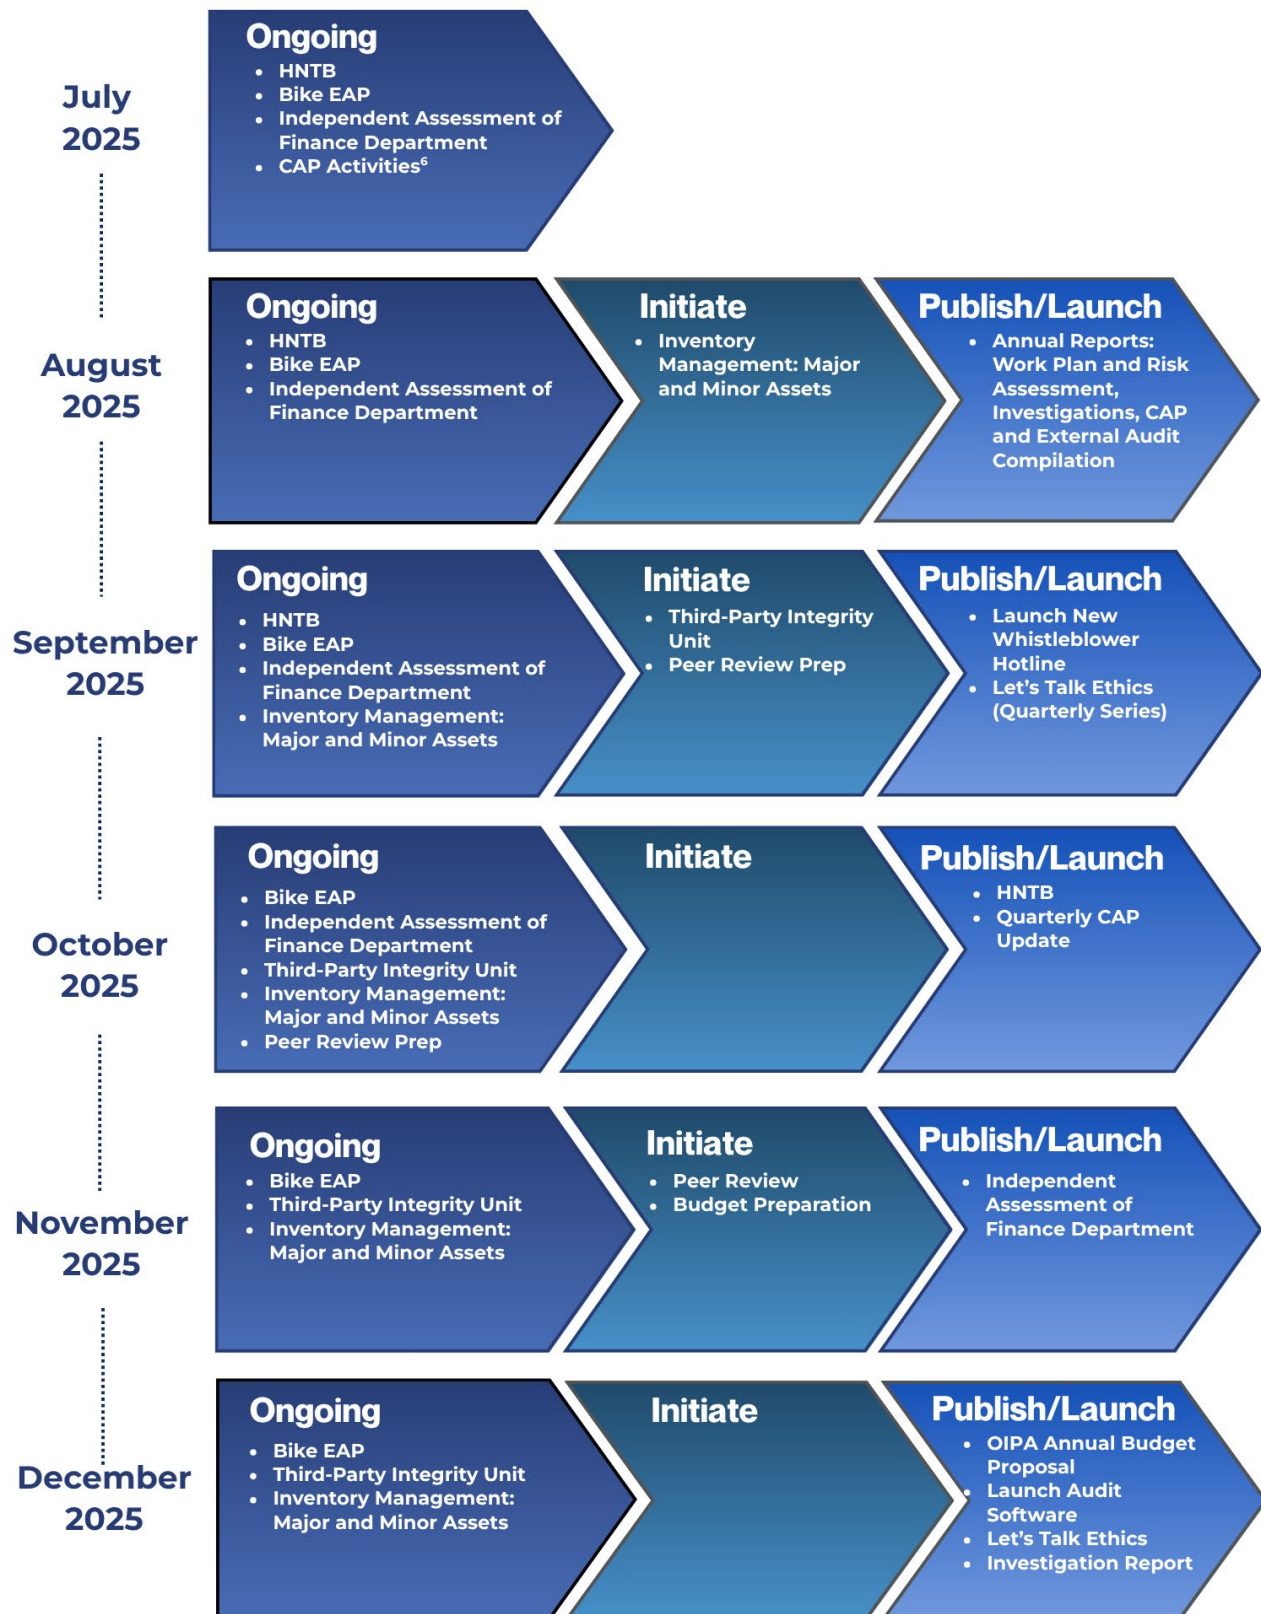 July
2025
Ongoing
• HNTB
• Bike EAP
• Independent Assessment of
Finance Department
• CAP Activities⁶
August
2025
Ongoing
• HNTB
• Bike EAP
• Independent Assessment of
Finance Department
Initiate
• Inventory
Management: Major
and Minor Assets
Publish/Launch
• Annual Reports:
Work Plan and Risk
Assessment,
Investigations, CAP
and External Audit
Compilation
September
2025
Ongoing
• HNTB
• Bike EAP
• Independent Assessment of
Finance Department
• Inventory Management:
Major and Minor Assets
Initiate
• Third-Party Integrity
Unit
• Peer Review Prep
Publish/Launch
• Launch New
Whistleblower
Hotline
• Let's Talk Ethics
(Quarterly Series)
October
2025
Ongoing
• Bike EAP
• Independent Assessment of
Finance Department
• Third-Party Integrity Unit
• Inventory Management:
Major and Minor Assets
• Peer Review Prep
Initiate
Publish/Launch
• HNTB
• Quarterly CAP
Update
November
2025
Ongoing
• Bike EAP
• Third-Party Integrity Unit
• Inventory Management:
Major and Minor Assets
Initiate
• Peer Review
• Budget Preparation
Publish/Launch
• Independent
Assessment of
Finance Department
December
2025
Ongoing
• Bike EAP
• Third-Party Integrity Unit
• Inventory Management:
Major and Minor Assets
Initiate
Publish/Launch
• OIPA Annual Budget
Proposal
• Launch Audit
Software
• Let's Talk Ethics
• Investigation Report